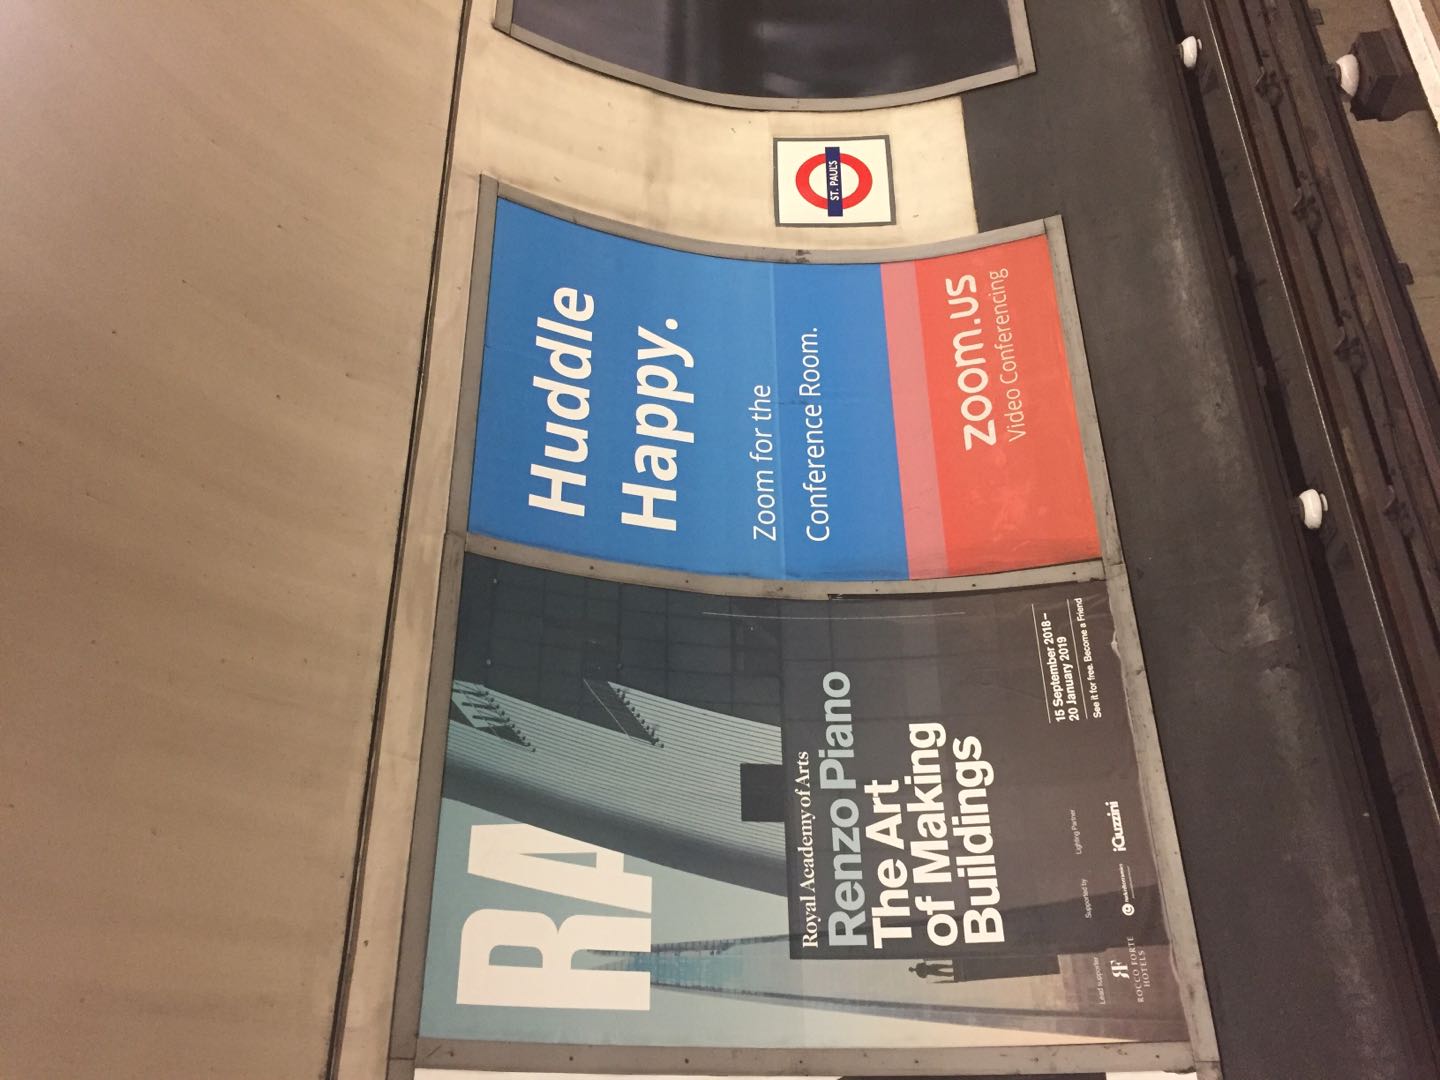 RA
Royal Academy of Arts
Renzo Piano
The Art
of Making
Buildings
15 September 2018–
20 January 2019
See it for free. Become a Friend
Lead supporter
RF
ROCCO FORTE
HOTELS
Supported by
Lighting Partner
iGuzzini
Huddle
Happy.
Zoom for the
Conference Room.
zoom.us
Video Conferencing
ST. PAUL'S